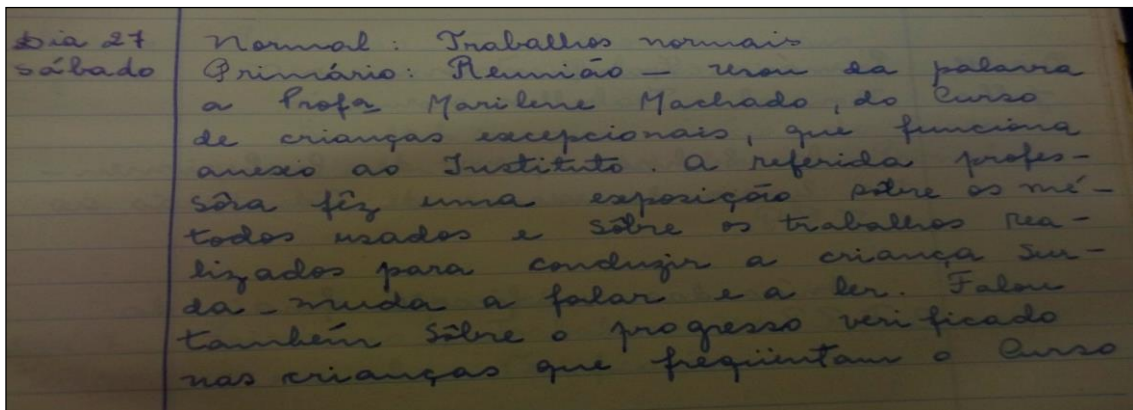 Dia 27 Normal: Trabalhos normais
sábado Primário: Reunião – usou da palavra
a Profª Marilene Machado, do Curso
de crianças excepcionais, que funciona
anexo ao Instituto. A referida profes-
sôra fêz uma exposição sôbre os mé-
todos usados e sôbre os trabalhos rea-
lizados para conduzir a criança sur-
da-muda a falar e a ler. Falou
também sôbre o progresso verificado
nas crianças que freqüentam o Curso